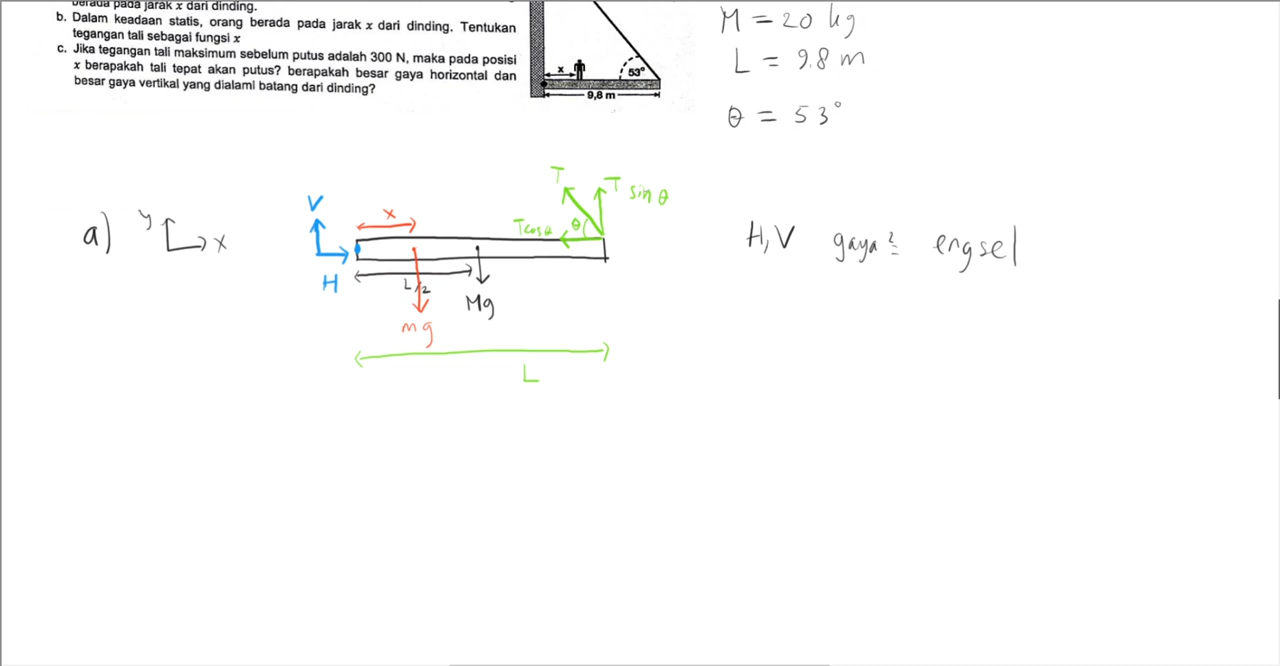 berada pada jarak x dari dinding.
b. Dalam keadaan statis, orang berada pada jarak x dari dinding. Tentukan
tegangan tali sebagai fungsi x
c. Jika tegangan tali maksimum sebelum putus adalah 300 N, maka pada posisi
x berapakah tali tepat akan putus? berapakah besar gaya horizontal dan
besar gaya vertikal yang dialami batang dari dinding?
x
53°
9,8 m
M = 20 kg
L = 9.8 m
θ = 53°
a)
y
x
V
H
x
L/2
mg
Mg
T
T sin θ
T cos θ
θ
L
H, V gaya² engsel